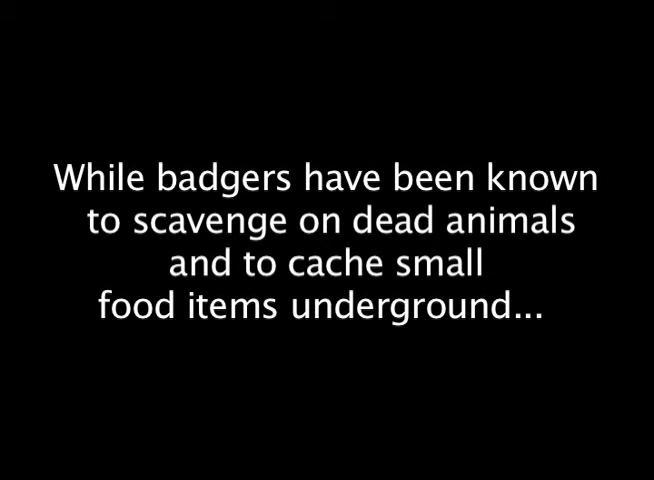 While badgers have been known
to scavenge on dead animals
and to cache small
food items underground...